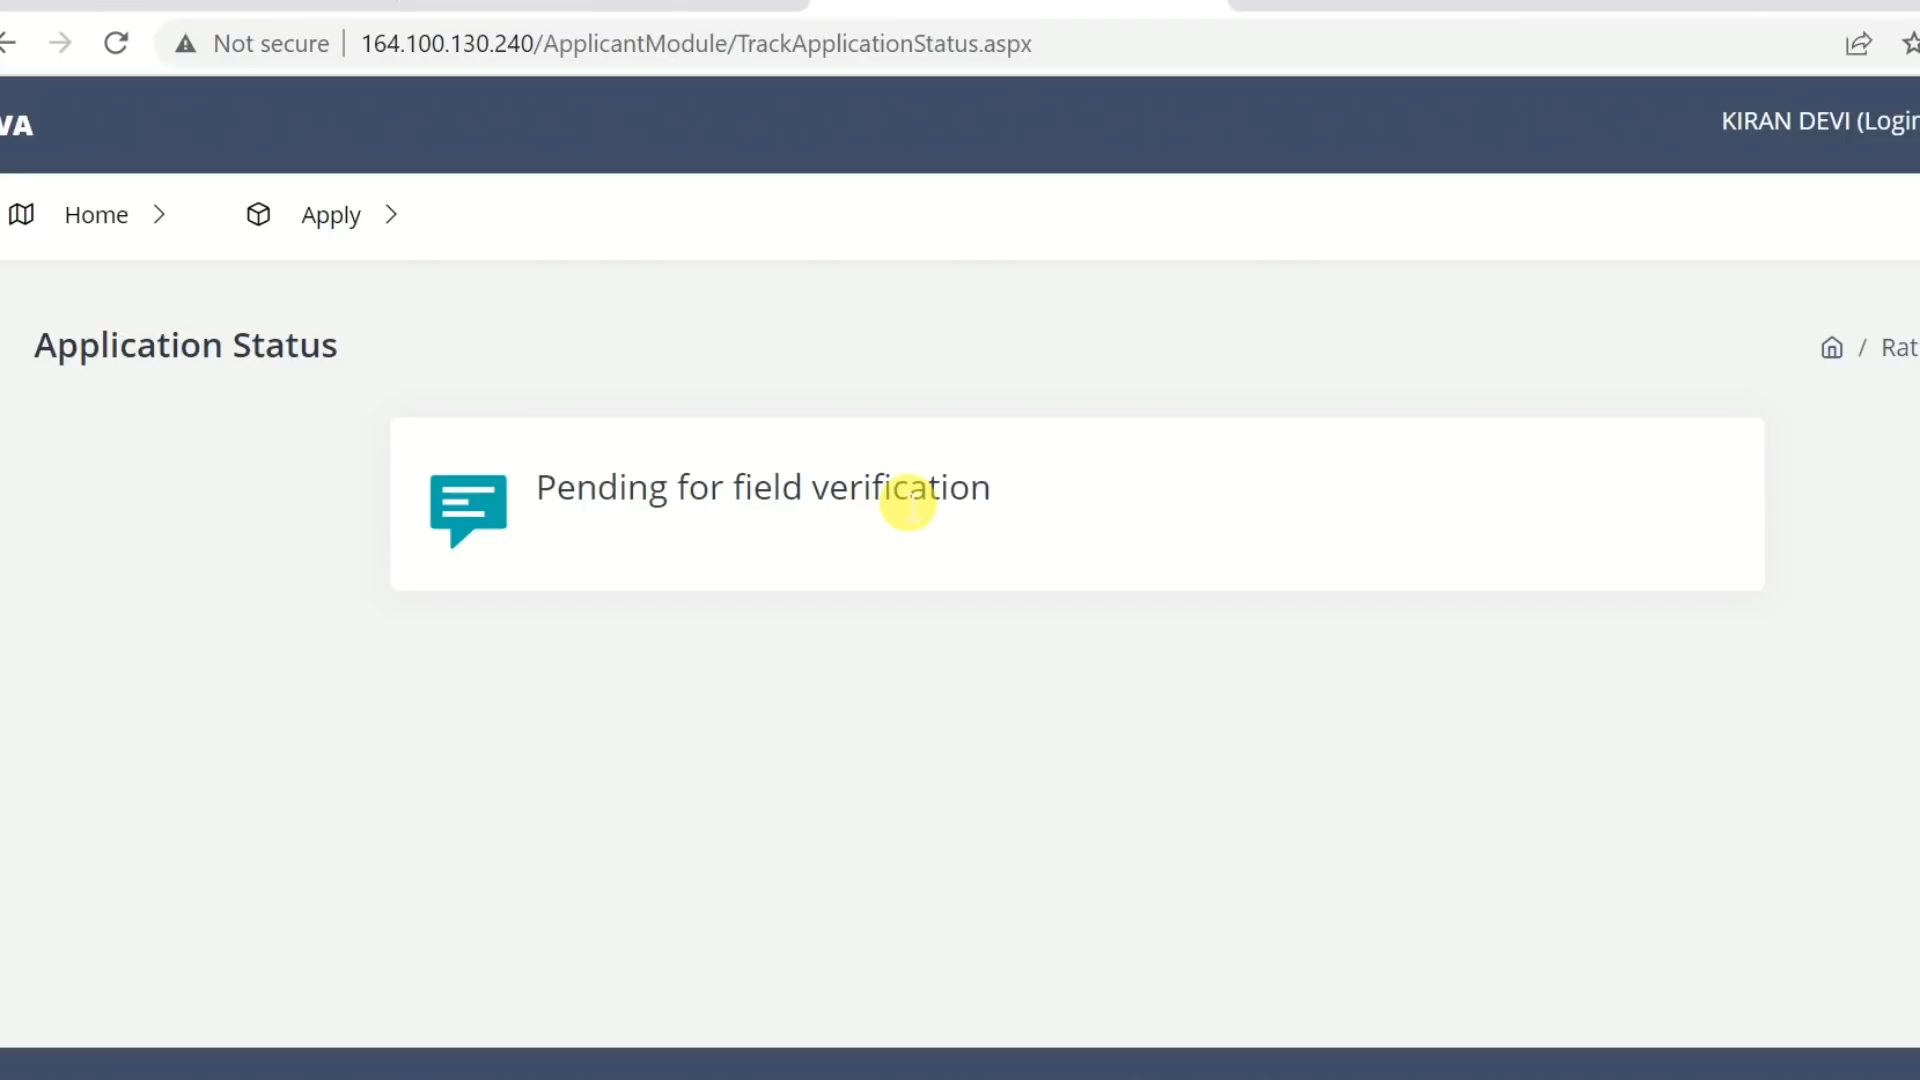 Not secure | 164.100.130.240/ApplicantModule/TrackApplicationStatus.aspx
VA
KIRAN DEVI (Login
Home
Apply
Application Status
/ Rat
Pending for field verification